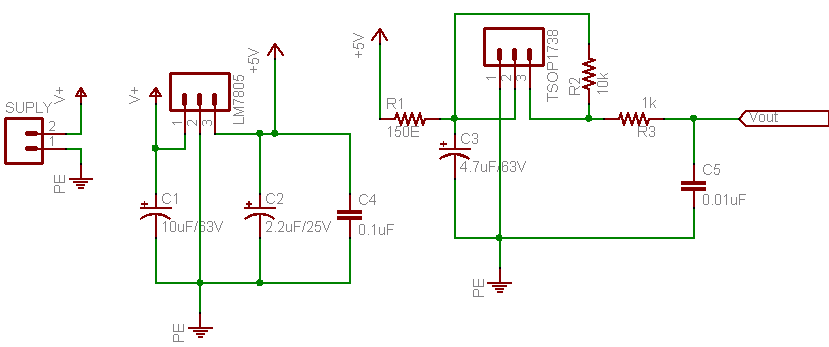 SUPLY
2
1
V+
PE
V+
1
2
3
LM7805
+5V
C1
10uF/63V
C2
2.2uF/25V
C4
0.1uF
PE
+5V
R1
150E
C3
4.7uF/63V
1
2
3
TSOP1738
R2
10k
1k
R3
Vout
C5
0.01uF
PE